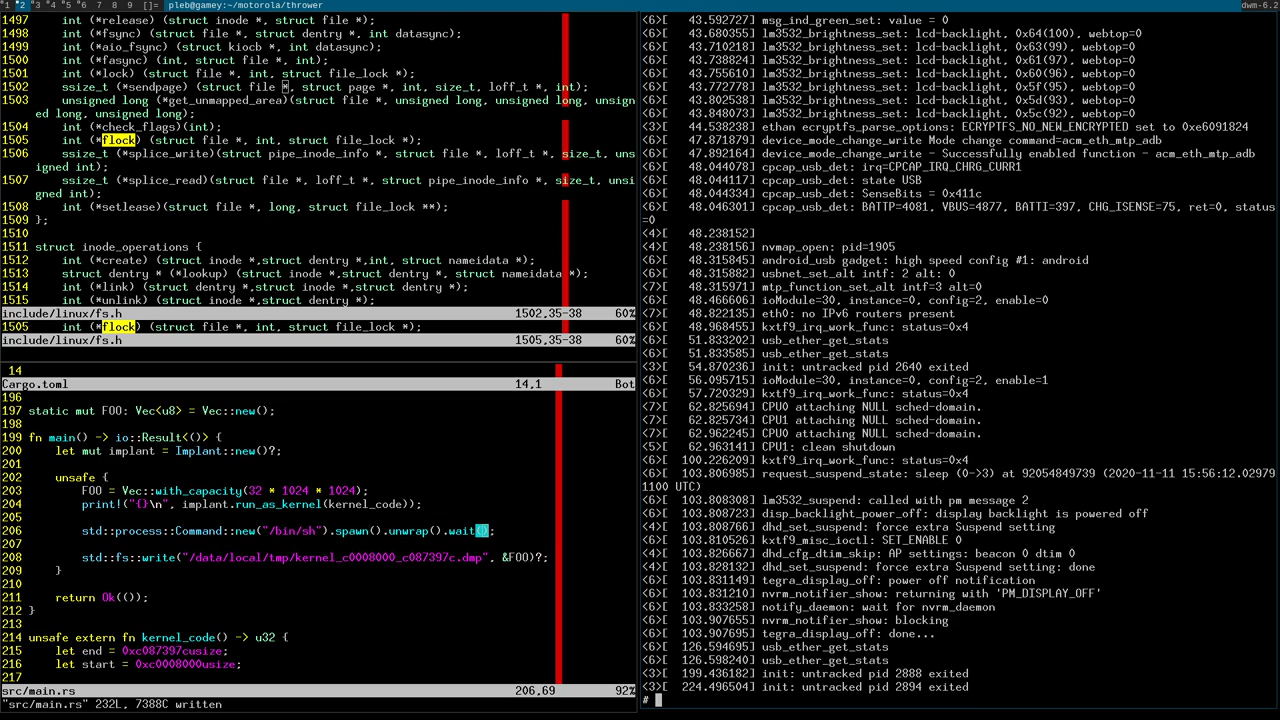 1 2 3 4 5 6 7 8 9 []= pleb@gamey:~/motorola/thrower dwm-6.2
1497 int (*release) (struct inode *, struct file *);
1498 int (*fsync) (struct file *, struct dentry *, int datasync);
1499 int (*aio_fsync) (struct kiocb *, int datasync);
1500 int (*fasync) (int, struct file *, int);
1501 int (*lock) (struct file *, int, struct file_lock *);
1502 ssize_t (*sendpage) (struct file *, struct page *, int, size_t, loff_t *, int);
1503 unsigned long (*get_unmapped_area)(struct file *, unsigned long, unsigned long, unsign
ed long, unsigned long);
1504 int (*check_flags)(int);
1505 int (*flock) (struct file *, int, struct file_lock *);
1506 ssize_t (*splice_write)(struct pipe_inode_info *, struct file *, loff_t *, size_t, uns
igned int);
1507 ssize_t (*splice_read)(struct file *, loff_t *, struct pipe_inode_info *, size_t, unsi
gned int);
1508 int (*setlease)(struct file *, long, struct file_lock **);
1509 };
1510
1511 struct inode_operations {
1512 int (*create) (struct inode *,struct dentry *,int, struct nameidata *);
1513 struct dentry * (*lookup) (struct inode *,struct dentry *, struct nameidata *);
1514 int (*link) (struct dentry *,struct inode *,struct dentry *);
1515 int (*unlink) (struct inode *,struct dentry *);
include/linux/fs.h 1502,35-38 60%
1505 int (*flock) (struct file *, int, struct file_lock *);
include/linux/fs.h 1505,35-38 60%
14
Cargo.toml 14,1 Bot
196
197 static mut FOO: Vec<u8> = Vec::new();
198
199 fn main() -> io::Result<()> {
200 let mut implant = Implant::new()?;
201
202 unsafe {
203 FOO = Vec::with_capacity(32 * 1024 * 1024);
204 print!("{}\n", implant.run_as_kernel(kernel_code));
205
206 std::process::Command::new("/bin/sh").spawn().unwrap().wait();
207
208 std::fs::write("/data/local/tmp/kernel_c0008000_c087397c.dmp", &FOO)?;
209 }
210
211 return Ok(());
212 }
213
214 unsafe extern fn kernel_code() -> u32 {
215 let end = 0xc087397cusize;
216 let start = 0xc0008000usize;
217
src/main.rs 206,69 92%
"src/main.rs" 232L, 7388C written
<6>[ 43.592727] msg_ind_green_set: value = 0
<6>[ 43.680355] lm3532_brightness_set: lcd-backlight, 0x64(100), webtop=0
<6>[ 43.710218] lm3532_brightness_set: lcd-backlight, 0x63(99), webtop=0
<6>[ 43.738824] lm3532_brightness_set: lcd-backlight, 0x61(97), webtop=0
<6>[ 43.755610] lm3532_brightness_set: lcd-backlight, 0x60(96), webtop=0
<6>[ 43.772778] lm3532_brightness_set: lcd-backlight, 0x5f(95), webtop=0
<6>[ 43.802538] lm3532_brightness_set: lcd-backlight, 0x5d(93), webtop=0
<6>[ 43.848073] lm3532_brightness_set: lcd-backlight, 0x5c(92), webtop=0
<3>[ 44.538238] ethan ecryptfs_parse_options: ECRYPTFS_NO_NEW_ENCRYPTED set to 0xe6091824
<6>[ 47.871879] device_mode_change_write Mode change command=acm_eth_mtp_adb
<6>[ 47.892164] device_mode_change_write - Successfully enabled function - acm_eth_mtp_adb
<6>[ 48.044078] cpcap_usb_det: irq=CPCAP_IRQ_CHRG_CURR1
<6>[ 48.044117] cpcap_usb_det: state USB
<6>[ 48.044334] cpcap_usb_det: SenseBits = 0x411c
<6>[ 48.046301] cpcap_usb_det: BATTP=4081, VBUS=4877, BATTI=397, CHG_ISENSE=75, ret=0, status
=0
<4>[ 48.238152]
<4>[ 48.238156] nvmap_open: pid=1905
<6>[ 48.315845] android_usb gadget: high speed config #1: android
<6>[ 48.315882] usbnet_set_alt intf: 2 alt: 0
<7>[ 48.315971] mtp_function_set_alt intf=3 alt=0
<6>[ 48.466606] ioModule=30, instance=0, config=2, enable=0
<7>[ 48.822135] eth0: no IPv6 routers present
<6>[ 48.968455] kxtf9_irq_work_func: status=0x4
<6>[ 51.833202] usb_ether_get_stats
<6>[ 51.833585] usb_ether_get_stats
<3>[ 54.870236] init: untracked pid 2640 exited
<6>[ 56.095715] ioModule=30, instance=0, config=2, enable=1
<6>[ 57.720329] kxtf9_irq_work_func: status=0x4
<7>[ 62.825694] CPU0 attaching NULL sched-domain.
<7>[ 62.825734] CPU1 attaching NULL sched-domain.
<7>[ 62.962245] CPU0 attaching NULL sched-domain.
<5>[ 62.963141] CPU1: clean shutdown
<6>[ 100.226209] kxtf9_irq_work_func: status=0x4
<6>[ 103.806985] request_suspend_state: sleep (0->3) at 92054849739 (2020-11-11 15:56:12.02979
1100 UTC)
<6>[ 103.808308] lm3532_suspend: called with pm message 2
<6>[ 103.808723] disp_backlight_power_off: display backlight is powered off
<4>[ 103.808766] dhd_set_suspend: force extra Suspend setting
<6>[ 103.810526] kxtf9_misc_ioctl: SET_ENABLE 0
<4>[ 103.826667] dhd_cfg_dtim_skip: AP settings: beacon 0 dtim 0
<4>[ 103.828132] dhd_set_suspend: force extra Suspend setting: done
<6>[ 103.831149] tegra_display_off: power off notification
<6>[ 103.831210] nvrm_notifier_show: returning with 'PM_DISPLAY_OFF'
<6>[ 103.833258] notify_daemon: wait for nvrm_daemon
<6>[ 103.907655] nvrm_notifier_show: blocking
<6>[ 103.907695] tegra_display_off: done...
<6>[ 126.594695] usb_ether_get_stats
<6>[ 126.598240] usb_ether_get_stats
<3>[ 199.436182] init: untracked pid 2888 exited
<3>[ 224.496504] init: untracked pid 2894 exited
#